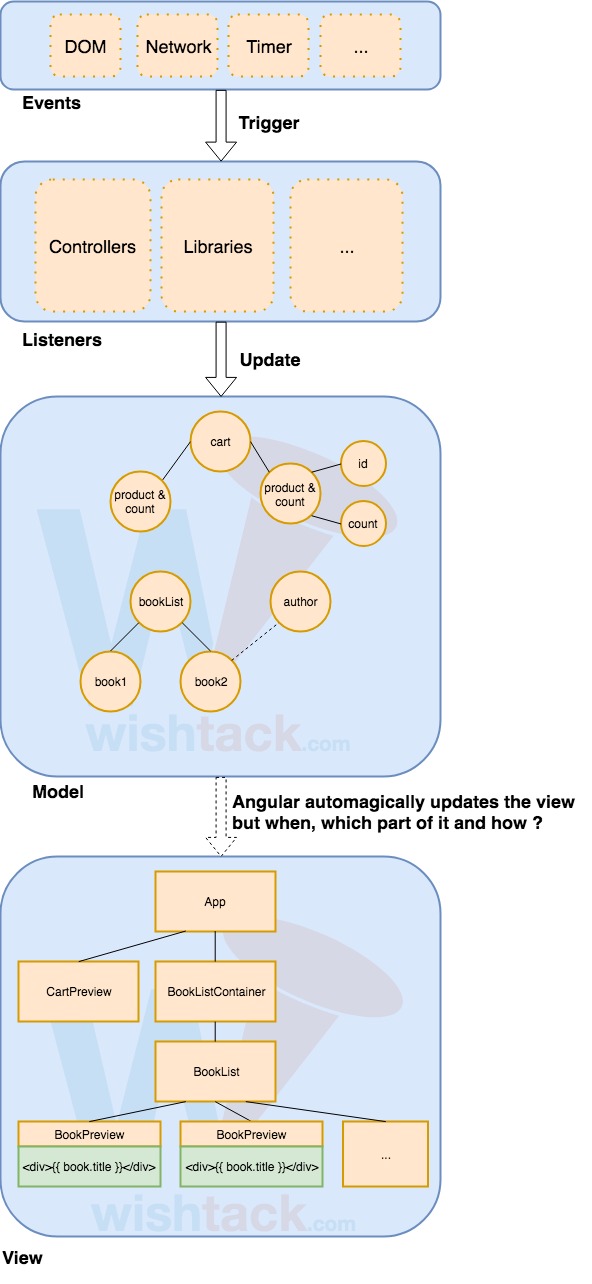 DOM
Network
Timer
...
Events
Trigger
Controllers
Libraries
...
Listeners
Update
cart
id
product &
count
product &
count
count
bookList
author
book1
book2
wishtack.com
Model
Angular automagically updates the view
but when, which part of it and how ?
App
CartPreview
BookListContainer
BookList
BookPreview
BookPreview
...
<div>{{ book.title }}</div>
<div>{{ book.title }}</div>
wishtack.com
View